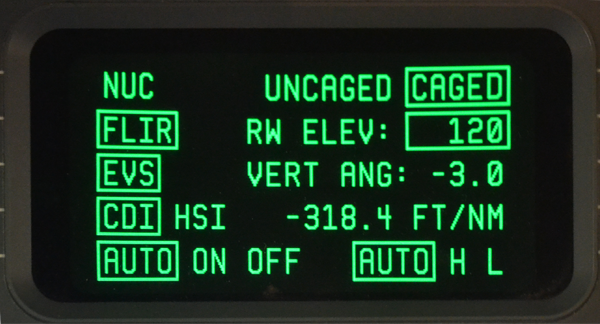 NUC UNCAGED CAGED
FLIR RW ELEV: 120
EVS VERT ANG: -3.0
CDI HSI -318.4 FT/NM
AUTO ON OFF AUTO H L